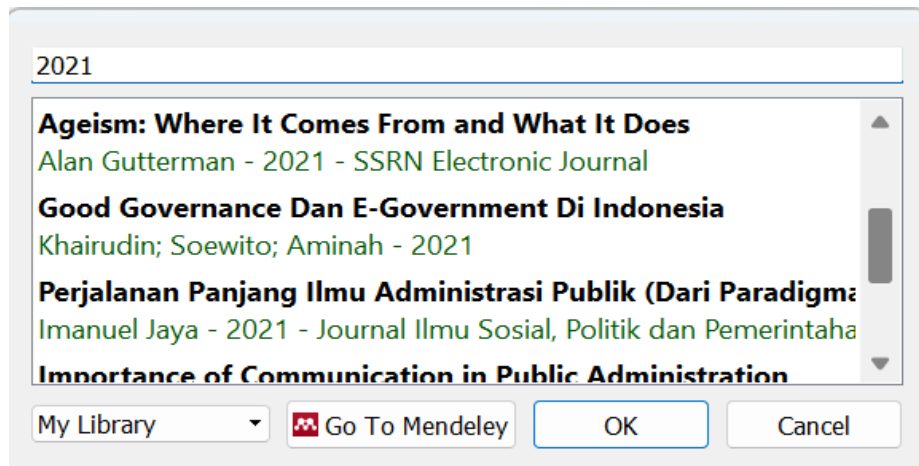 2021
Ageism: Where It Comes From and What It Does
Alan Gutterman - 2021 - SSRN Electronic Journal
Good Governance Dan E-Government Di Indonesia
Khairudin; Soewito; Aminah - 2021
Perjalanan Panjang Ilmu Administrasi Publik (Dari Paradigma
Imanuel Jaya - 2021 - Journal Ilmu Sosial, Politik dan Pemerintaha
Importance of Communication in Public Administration
My Library
Go To Mendeley
OK
Cancel